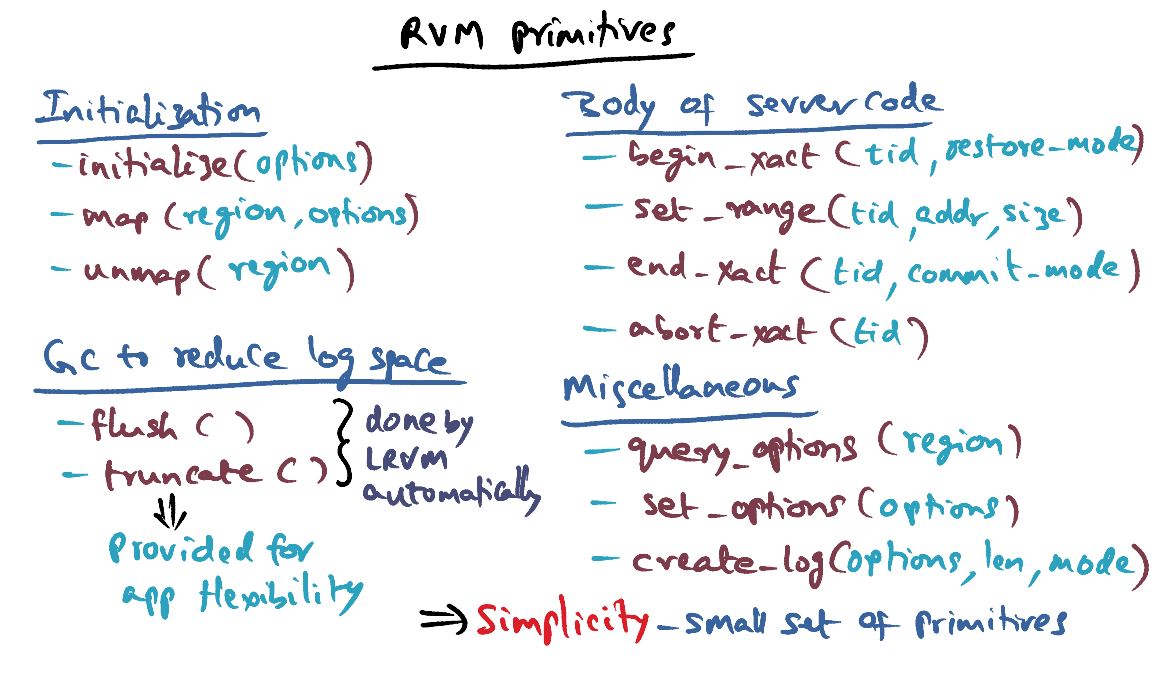 RVM primitives
Initialization
- initialize(options)
- map (region, options)
- unmap( region )
GC to reduce log space
- flush ( )
- truncate ( )
} done by
LRVM
automatically
⇓
Provided for
app flexibility
Body of server code
- begin_xact (tid, restore-mode)
- set_range(tid, addr, size)
- end_xact (tid, commit-mode)
- abort_xact (tid)
Miscellaneous
- query_options (region)
- set_options (options)
- create_log(options, len, mode)
⇒ Simplicity - small set of primitives